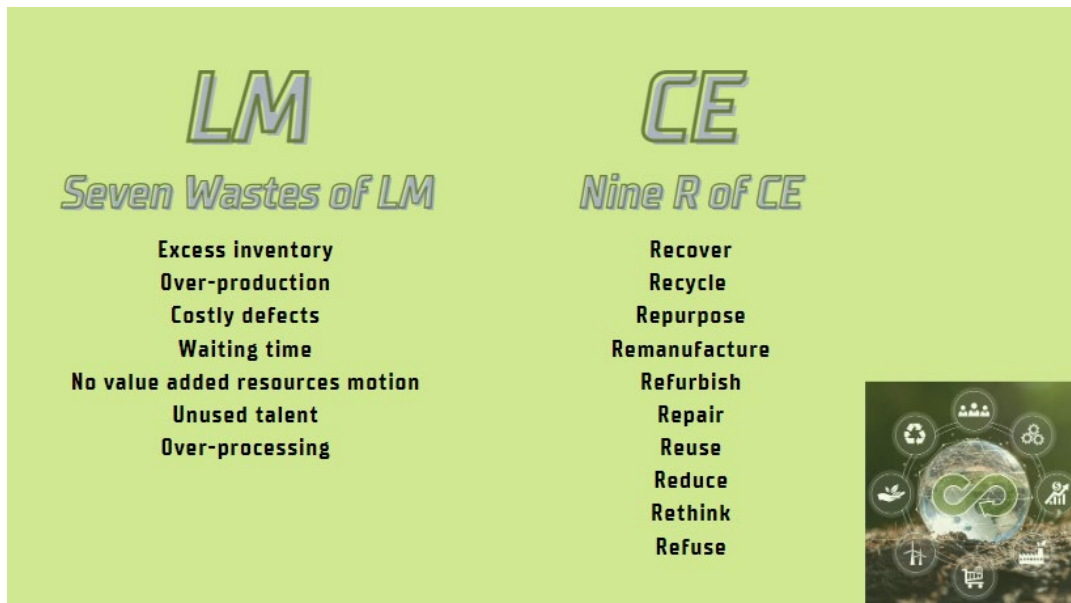 LM
Seven Wastes of LM
Excess inventory
Over-production
Costly defects
Waiting time
No value added resources motion
Unused talent
Over-processing
CE
Nine R of CE
Recover
Recycle
Repurpose
Remanufacture
Refurbish
Repair
Reuse
Reduce
Rethink
Refuse